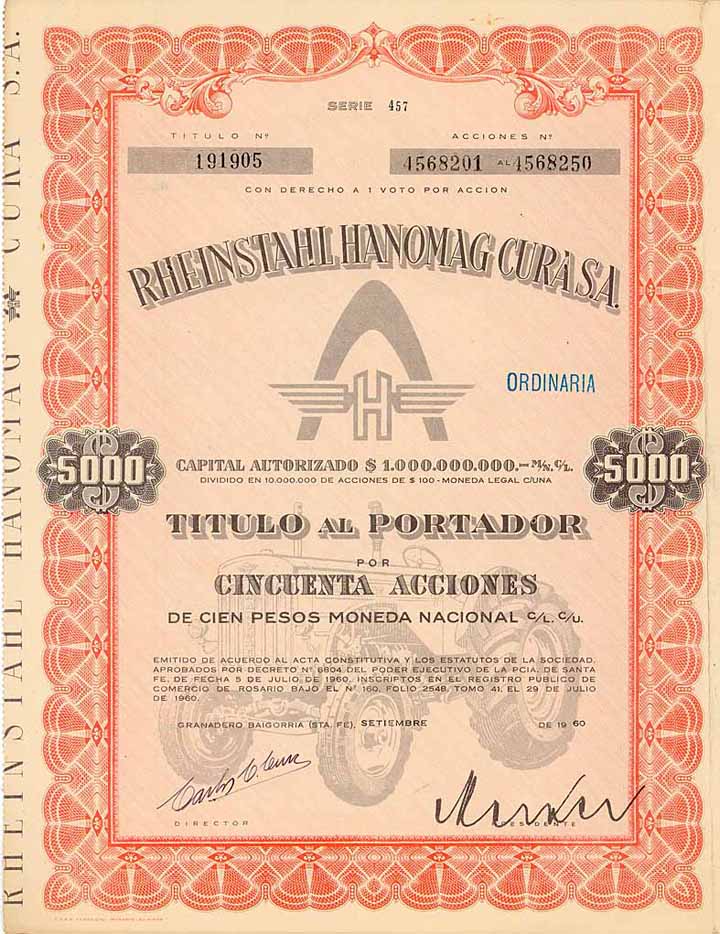 SERIE 457
TITULO Nº
ACCIONES Nº
191905
4568201 AL 4568250
CON DERECHO A 1 VOTO POR ACCION
RHEINSTAHL HANOMAG CURA S.A.
H
ORDINARIA
5000
5000
CAPITAL AUTORIZADO $ 1.000.000.000.- M/N. C/L.
DIVIDIDO EN 10.000.000 DE ACCIONES DE $ 100 - MONEDA LEGAL C/UNA
TITULO AL PORTADOR
POR
CINCUENTA ACCIONES
DE CIEN PESOS MONEDA NACIONAL C/L. C/U.
EMITIDO DE ACUERDO AL ACTA CONSTITUTIVA Y LOS ESTATUTOS DE LA SOCIEDAD,
APROBADOS POR DECRETO Nº 6804 DEL PODER EJECUTIVO DE LA PCIA. DE SANTA
FE, DE FECHA 5 DE JULIO DE 1960, INSCRIPTOS EN EL REGISTRO PUBLICO DE
COMERCIO DE ROSARIO BAJO EL Nº 160, FOLIO 2548, TOMO 41, EL 29 DE JULIO
DE 1960.
GRANADERO BAIGORRIA (STA. FE), SETIEMBRE DE 1960
DIRECTOR
RHEINSTAHL HANOMAG CURA S.A.